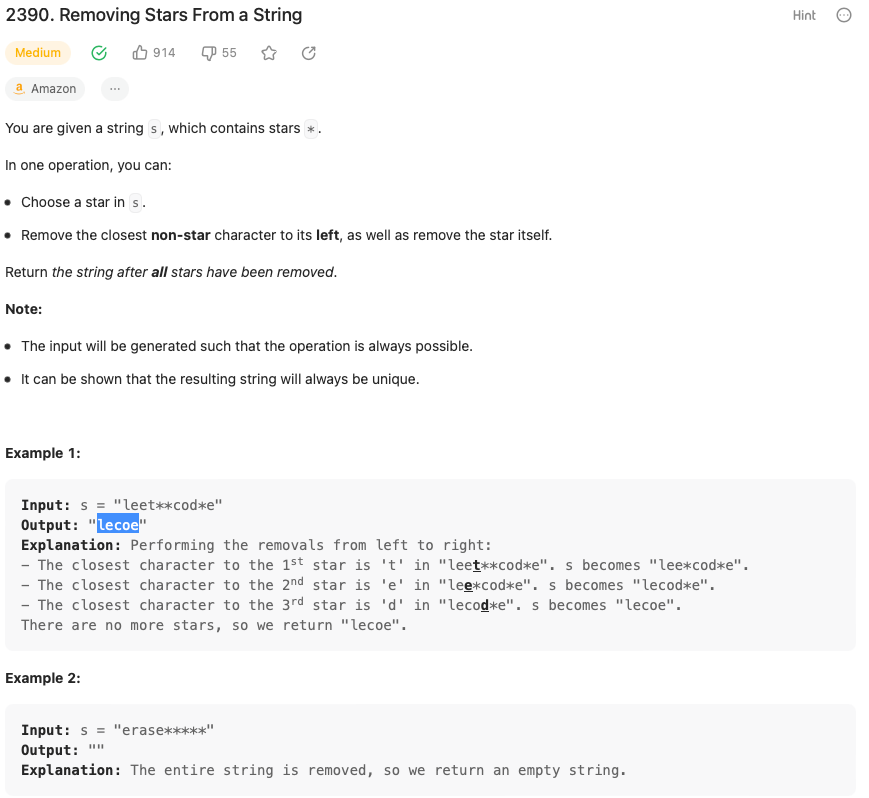 2390. Removing Stars From a String
Hint
Medium 914 55
a Amazon ...
You are given a string s, which contains stars *.
In one operation, you can:
• Choose a star in s.
• Remove the closest non-star character to its left, as well as remove the star itself.
Return the string after all stars have been removed.
Note:
• The input will be generated such that the operation is always possible.
• It can be shown that the resulting string will always be unique.
Example 1:
Input: s = "leet**cod*e"
Output: "lecoe"
Explanation: Performing the removals from left to right:
- The closest character to the 1st star is 't' in "leet**cod*e". s becomes "lee*cod*e".
- The closest character to the 2nd star is 'e' in "lee*cod*e". s becomes "lecod*e".
- The closest character to the 3rd star is 'd' in "lecod*e". s becomes "lecoe".
There are no more stars, so we return "lecoe".
Example 2:
Input: s = "erase*****"
Output: ""
Explanation: The entire string is removed, so we return an empty string.